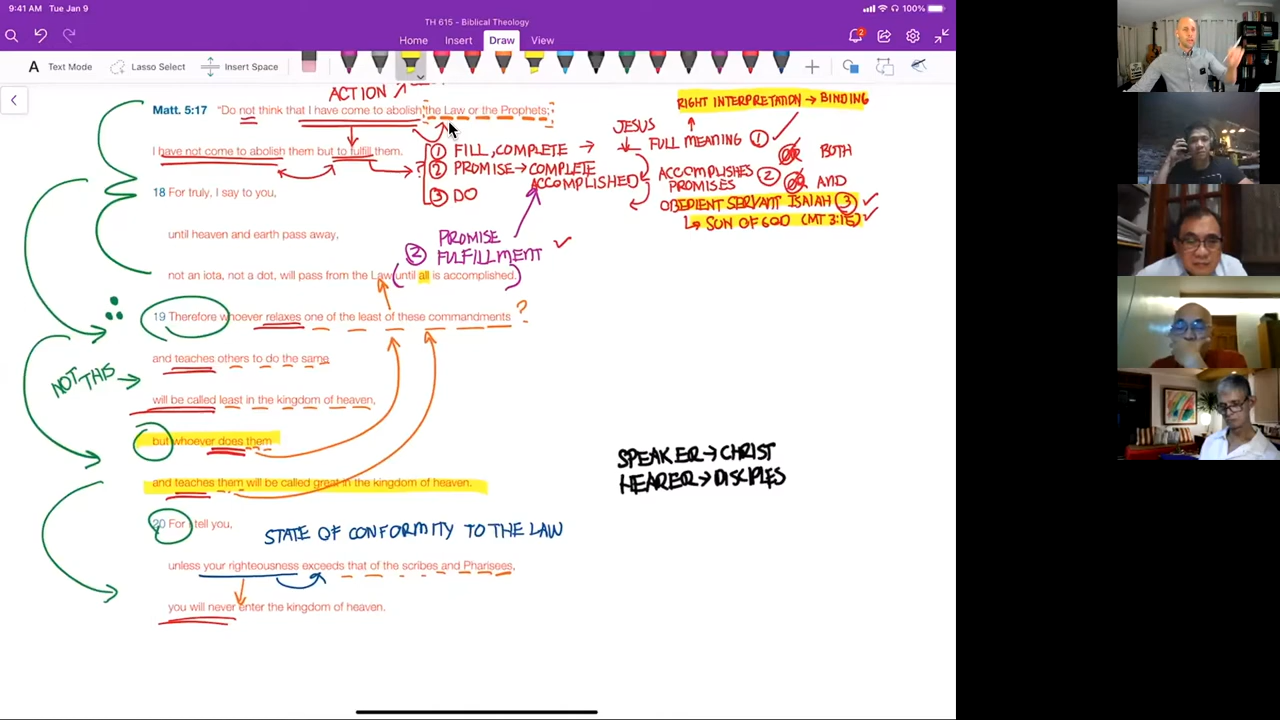 9:41 AM Tue Jan 9
100%
TH 615 - Biblical Theology
Home Insert Draw View
2
A Text Mode Lasso Select Insert Space
ACTION
RIGHT INTERPRETATION → BINDING
Matt. 5:17 "Do not think that I have come to abolish the Law or the Prophets;
JESUS
FULL MEANING 1
I have not come to abolish them but to fulfill them.
?
1 FILL, COMPLETE →
2 PROMISE → COMPLETE
ACCOMPLISHED
3 DO
BOTH
ACCOMPLISHES 2
PROMISES
AND
OBEDIENT SERVANT ISAIAH 3
↳ SON OF GOD (MT 3:15)
18 For truly, I say to you,
until heaven and earth pass away,
2 PROMISE
FULFILLMENT
not an iota, not a dot, will pass from the Law until all is accomplished.
19 Therefore whoever relaxes one of the least of these commandments ?
and teaches others to do the same
NOT THIS →
will be called least in the kingdom of heaven,
but whoever does them
SPEAKER → CHRIST
HEARER → DISCIPLES
and teaches them will be called great in the kingdom of heaven.
20 For I tell you,
STATE OF CONFORMITY TO THE LAW
unless your righteousness exceeds that of the scribes and Pharisees,
you will never enter the kingdom of heaven.